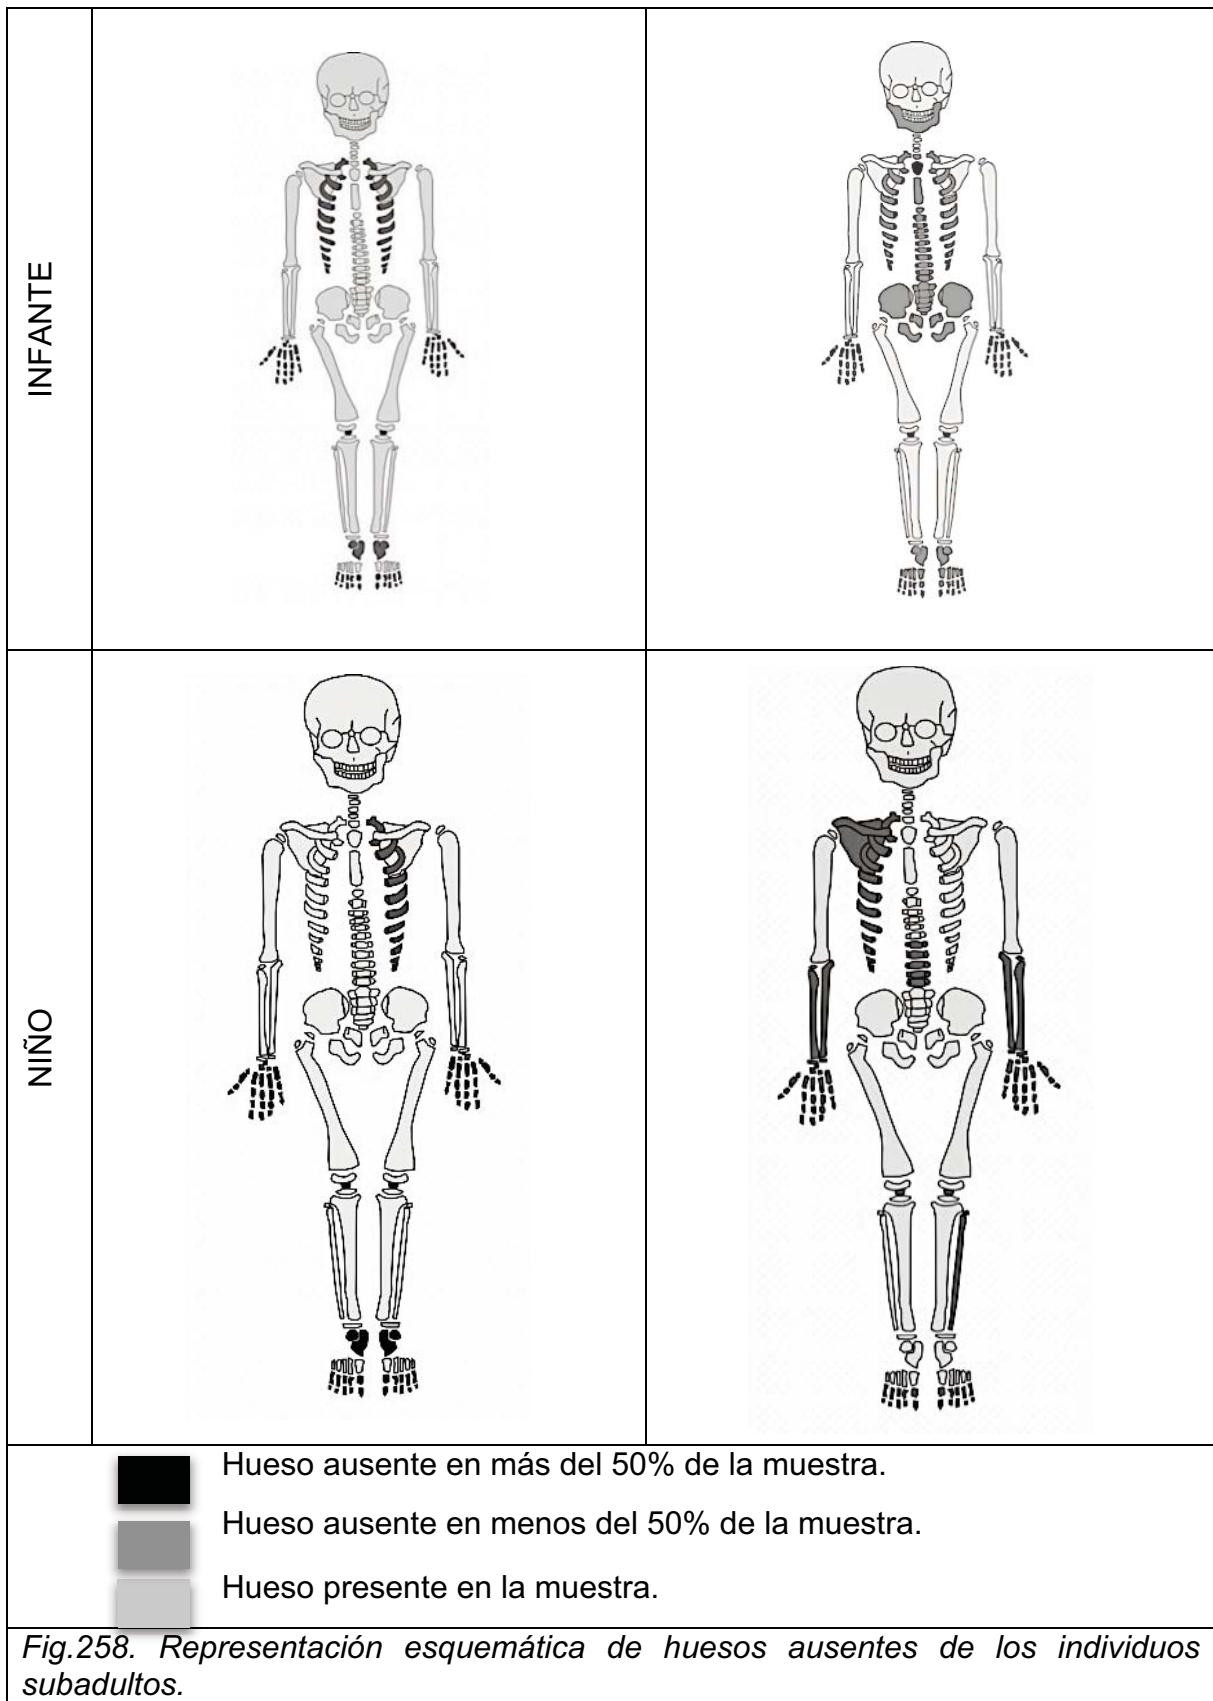 INFANTE
NIÑO
Hueso ausente en más del 50% de la muestra.
Hueso ausente en menos del 50% de la muestra.
Hueso presente en la muestra.
Fig.258. Representación esquemática de huesos ausentes de los individuos
subadultos.